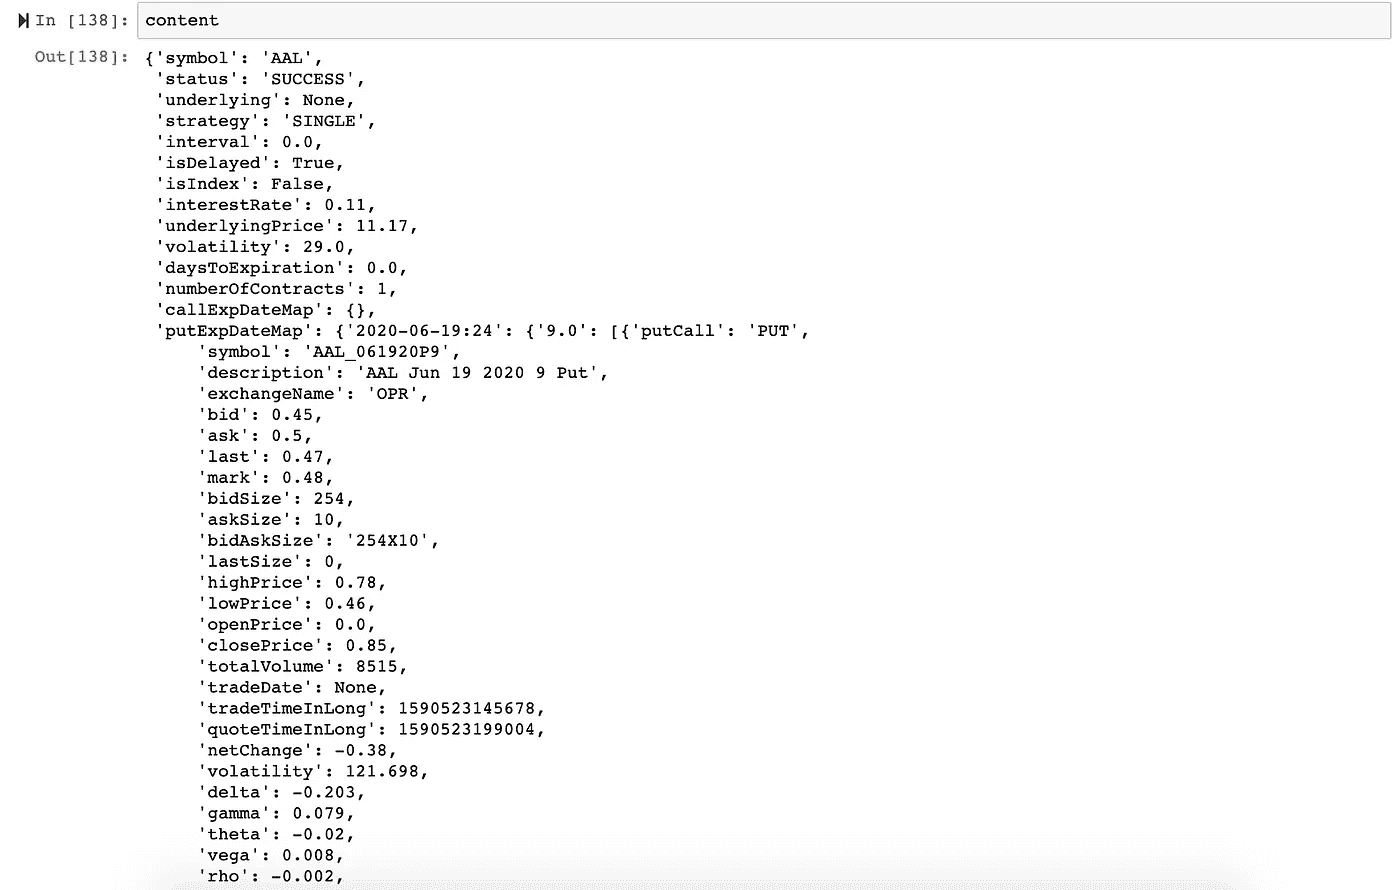 In [138]: content
Out[138]: {'symbol': 'AAL',
'status': 'SUCCESS',
'underlying': None,
'strategy': 'SINGLE',
'interval': 0.0,
'isDelayed': True,
'isIndex': False,
'interestRate': 0.11,
'underlyingPrice': 11.17,
'volatility': 29.0,
'daysToExpiration': 0.0,
'numberOfContracts': 1,
'callExpDateMap': {},
'putExpDateMap': {'2020-06-19:24': {'9.0': [{'putCall': 'PUT',
'symbol': 'AAL_061920P9',
'description': 'AAL Jun 19 2020 9 Put',
'exchangeName': 'OPR',
'bid': 0.45,
'ask': 0.5,
'last': 0.47,
'mark': 0.48,
'bidSize': 254,
'askSize': 10,
'bidAskSize': '254X10',
'lastSize': 0,
'highPrice': 0.78,
'lowPrice': 0.46,
'openPrice': 0.0,
'closePrice': 0.85,
'totalVolume': 8515,
'tradeDate': None,
'tradeTimeInLong': 1590523145678,
'quoteTimeInLong': 1590523199004,
'netChange': -0.38,
'volatility': 121.698,
'delta': -0.203,
'gamma': 0.079,
'theta': -0.02,
'vega': 0.008,
'rho': -0.002,